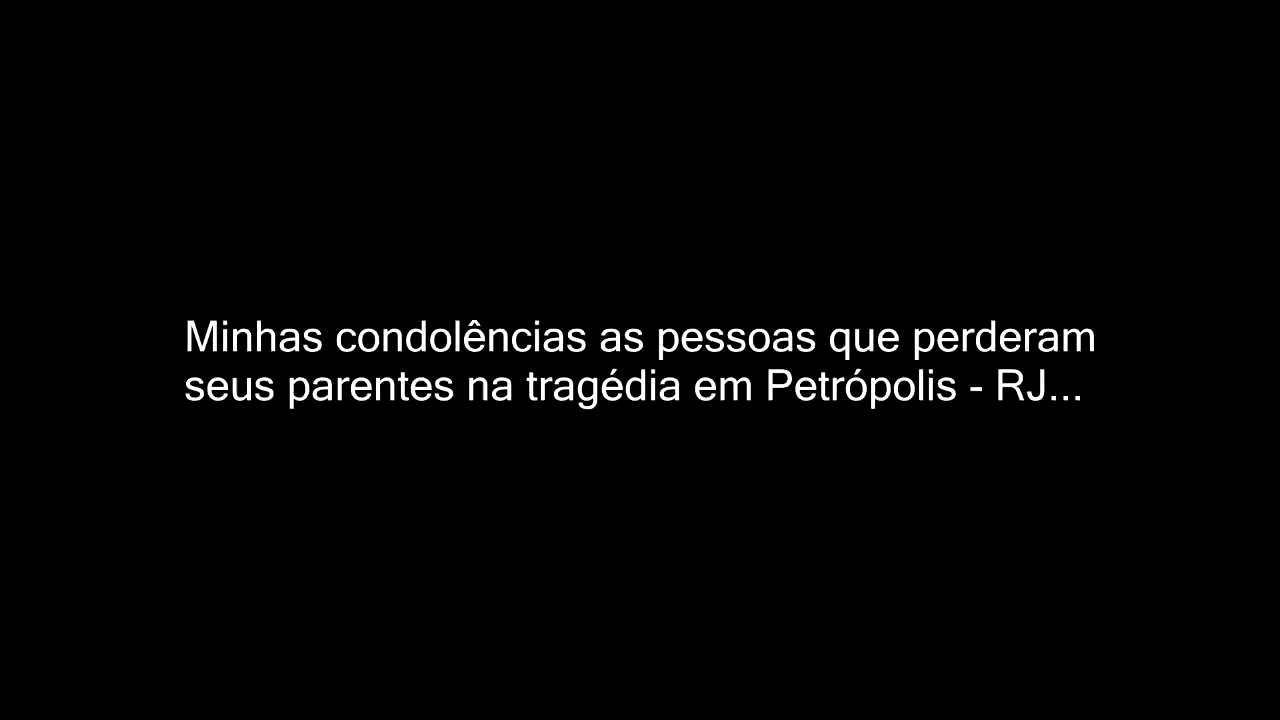 Minhas condolências as pessoas que perderam
seus parentes na tragédia em Petrópolis - RJ...